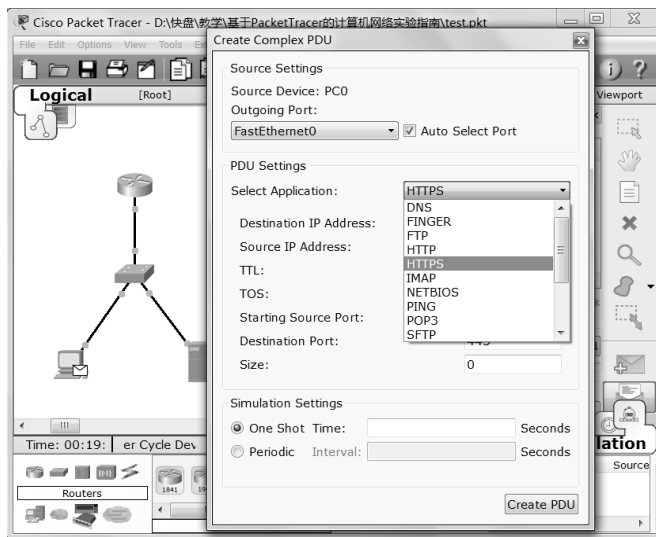 Cisco Packet Tracer - D:\快盘\教学\基于PacketTracer的计算机网络实验指南\test.pkt
File Edit Options View Tools Ex
Create Complex PDU
Logical
[Root]
Viewport
Source Settings
Source Device: PC0
Outgoing Port:
FastEthernet0
Auto Select Port
PDU Settings
Select Application:
HTTPS
DNS
FINGER
FTP
HTTP
HTTPS
IMAP
NETBIOS
PING
POP3
SFTP
Destination IP Address:
Source IP Address:
TTL:
TOS:
Starting Source Port:
Destination Port:
443
Size:
0
Simulation Settings
One Shot Time:
Seconds
Periodic Interval:
Seconds
Create PDU
Time: 00:19:
er Cycle Dev
lation
Routers
1841
19
Source